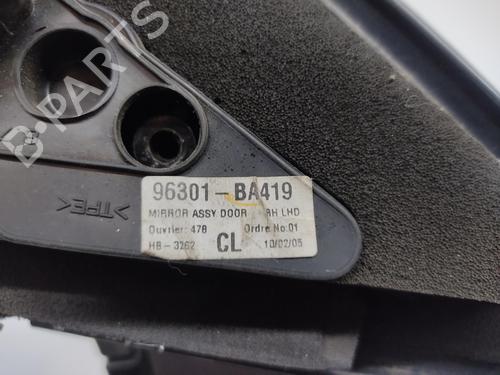 B-PARTS
>TPE<
96301-BA419
MIRROR ASSY DOOR RH LHD
Ouvrier: 478 Ordre No:01
HB-3262 CL 10/02/05